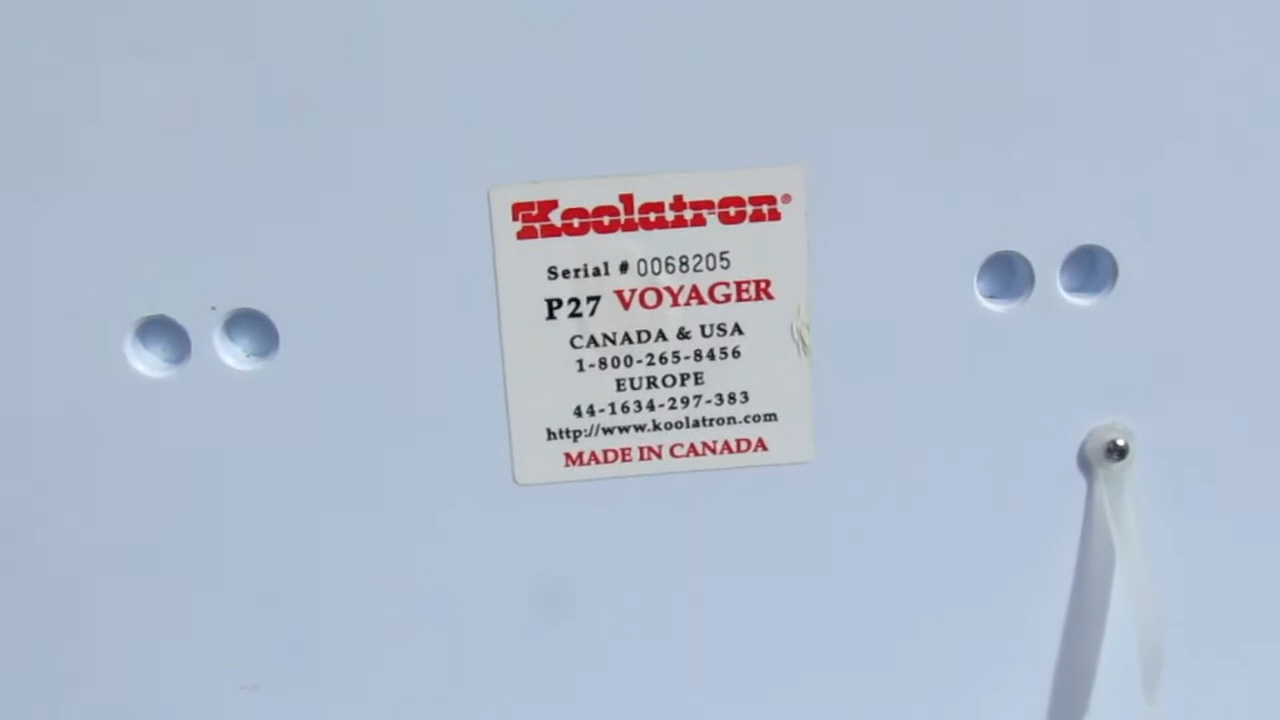 Koolatron®
Serial # 0068205
P27 VOYAGER
CANADA & USA
1-800-265-8456
EUROPE
44-1634-297-383
http://www.koolatron.com
MADE IN CANADA